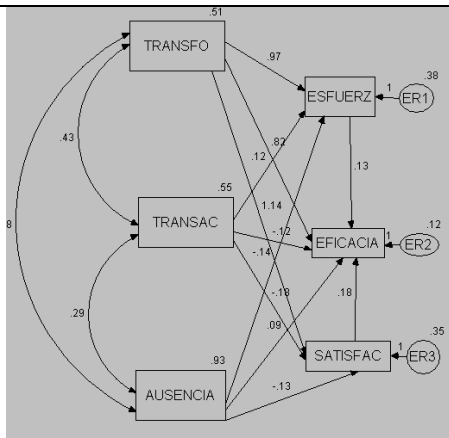 .51
TRANSFO
.97
.38
1
ESFUERZ
ER1
.82
.43
.12
.13
.55
1.14
TRANSAC
-.12
.12
1
8
-.14
EFICACIA
ER2
-.18
.29
.09
.18
.35
.93
1
SATISFAC
ER3
AUSENCIA
-.13